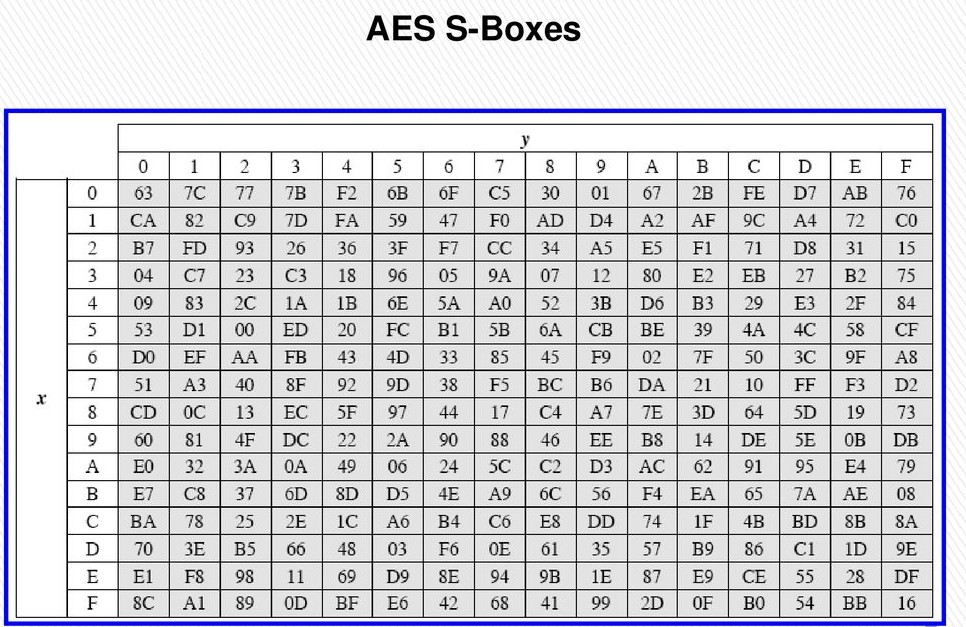 AES S-Boxes
y
0 1 2 3 4 5 6 7 8 9 A B C D E F
0 63 7C 77 7B F2 6B 6F C5 30 01 67 2B FE D7 AB 76
1 CA 82 C9 7D FA 59 47 F0 AD D4 A2 AF 9C A4 72 C0
2 B7 FD 93 26 36 3F F7 CC 34 A5 E5 F1 71 D8 31 15
3 04 C7 23 C3 18 96 05 9A 07 12 80 E2 EB 27 B2 75
4 09 83 2C 1A 1B 6E 5A A0 52 3B D6 B3 29 E3 2F 84
5 53 D1 00 ED 20 FC B1 5B 6A CB BE 39 4A 4C 58 CF
6 D0 EF AA FB 43 4D 33 85 45 F9 02 7F 50 3C 9F A8
7 51 A3 40 8F 92 9D 38 F5 BC B6 DA 21 10 FF F3 D2
x
8 CD 0C 13 EC 5F 97 44 17 C4 A7 7E 3D 64 5D 19 73
9 60 81 4F DC 22 2A 90 88 46 EE B8 14 DE 5E 0B DB
A E0 32 3A 0A 49 06 24 5C C2 D3 AC 62 91 95 E4 79
B E7 C8 37 6D 8D D5 4E A9 6C 56 F4 EA 65 7A AE 08
C BA 78 25 2E 1C A6 B4 C6 E8 DD 74 1F 4B BD 8B 8A
D 70 3E B5 66 48 03 F6 0E 61 35 57 B9 86 C1 1D 9E
E E1 F8 98 11 69 D9 8E 94 9B 1E 87 E9 CE 55 28 DF
F 8C A1 89 0D BF E6 42 68 41 99 2D 0F B0 54 BB 16